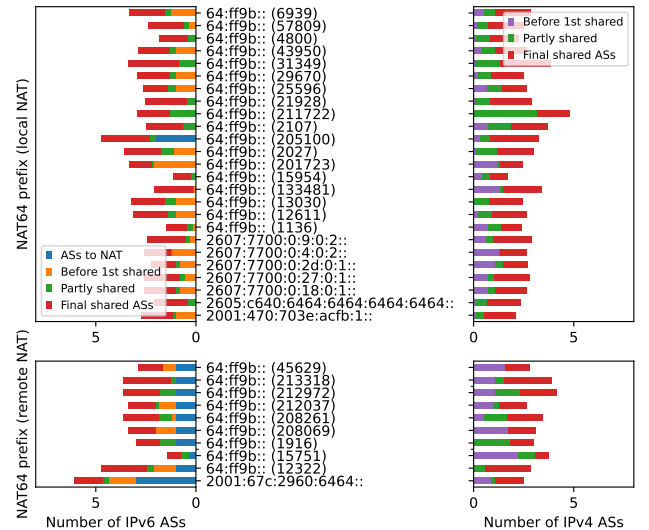 NAT64 prefix (local NAT)
64:ff9b:: (6939)
64:ff9b:: (57809)
64:ff9b:: (4800)
64:ff9b:: (43950)
64:ff9b:: (31349)
64:ff9b:: (29670)
64:ff9b:: (25596)
64:ff9b:: (21928)
64:ff9b:: (211722)
64:ff9b:: (2107)
64:ff9b:: (205100)
64:ff9b:: (2027)
64:ff9b:: (201723)
64:ff9b:: (15954)
64:ff9b:: (133481)
64:ff9b:: (13030)
64:ff9b:: (12611)
64:ff9b:: (1136)
2607:7700:0:9:0:2::
2607:7700:0:4:0:2::
2607:7700:0:2d:0:1::
2607:7700:0:27:0:1::
2607:7700:0:18:0:1::
2605:c640:6464:6464:6464:6464::
2001:470:703e:acfb:1::
ASs to NAT
Before 1st shared
Partly shared
Final shared ASs
5
0
Before 1st shared
Partly shared
Final shared ASs
0
5
NAT64 prefix (remote NAT)
64:ff9b:: (45629)
64:ff9b:: (213318)
64:ff9b:: (212972)
64:ff9b:: (212037)
64:ff9b:: (208261)
64:ff9b:: (208069)
64:ff9b:: (1916)
64:ff9b:: (15751)
64:ff9b:: (12322)
2001:67c:2960:6464::
5
0
Number of IPv6 ASs
0
5
Number of IPv4 ASs